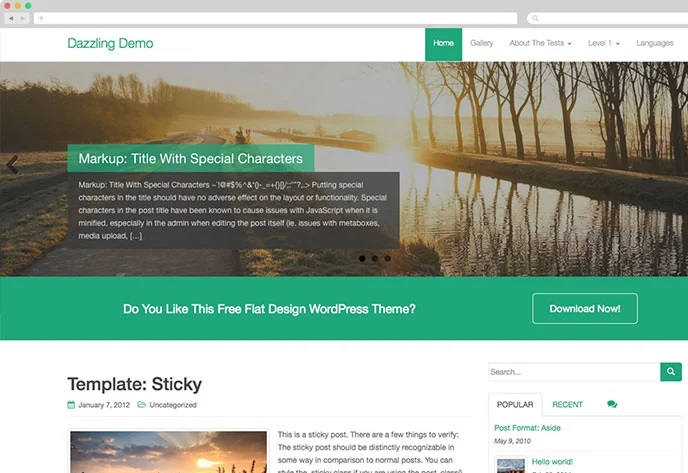 Dazzling Demo
Home
Gallery
About The Tests
Level 1
Languages
Markup: Title With Special Characters
Markup: Title With Special Characters ~`!@#$%^&*()-_=+{}[]/;:'"?,.> Putting special
characters in the title should have no adverse effect on the layout or functionality. Special
characters in the post title have been known to cause issues with JavaScript when it is
minified, especially in the admin when editing the post itself (ie. issues with metaboxes,
media upload, [...]
Do You Like This Free Flat Design WordPress Theme?
Download Now!
Template: Sticky
January 7, 2012
Uncategorized
This is a sticky post. There are a few things to verify:
The sticky post should be distinctly recognizable in
some way in comparison to normal posts. You can
style the .sticky class if you are using the post_class()
Search...
POPULAR
RECENT
Post Format: Aside
May 9, 2010
Hello world!